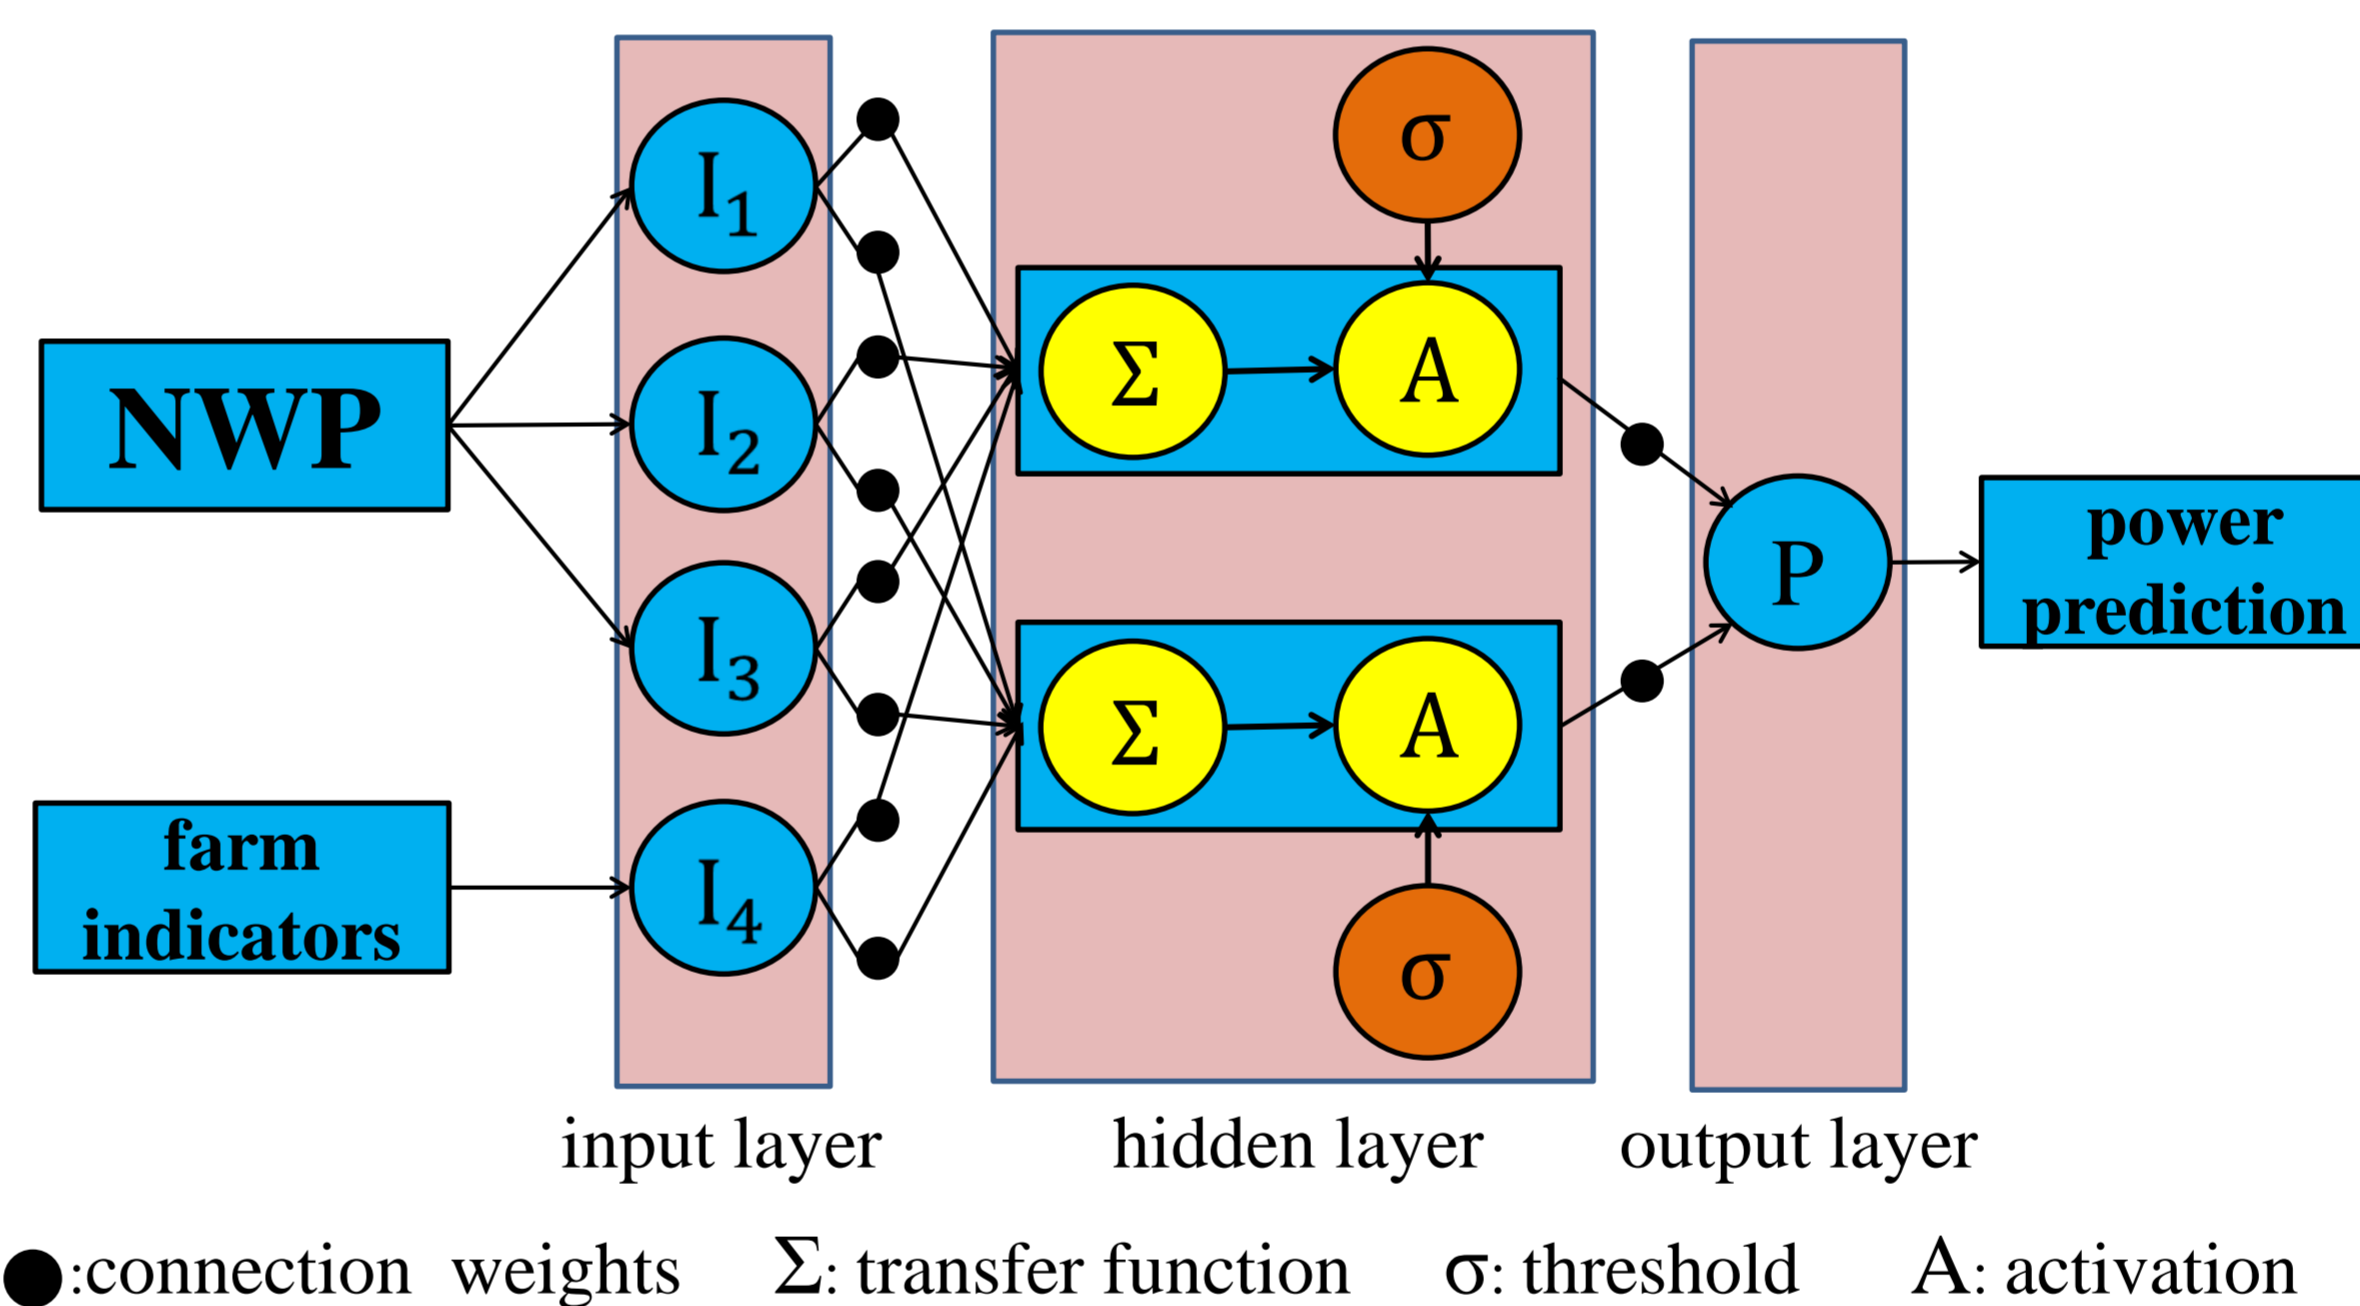 NWP
farm
indicators
I1
I2
I3
I4
σ
Σ A
Σ A
σ
P
power
prediction
input layer hidden layer output layer
:connection weights Σ: transfer function σ: threshold A: activation